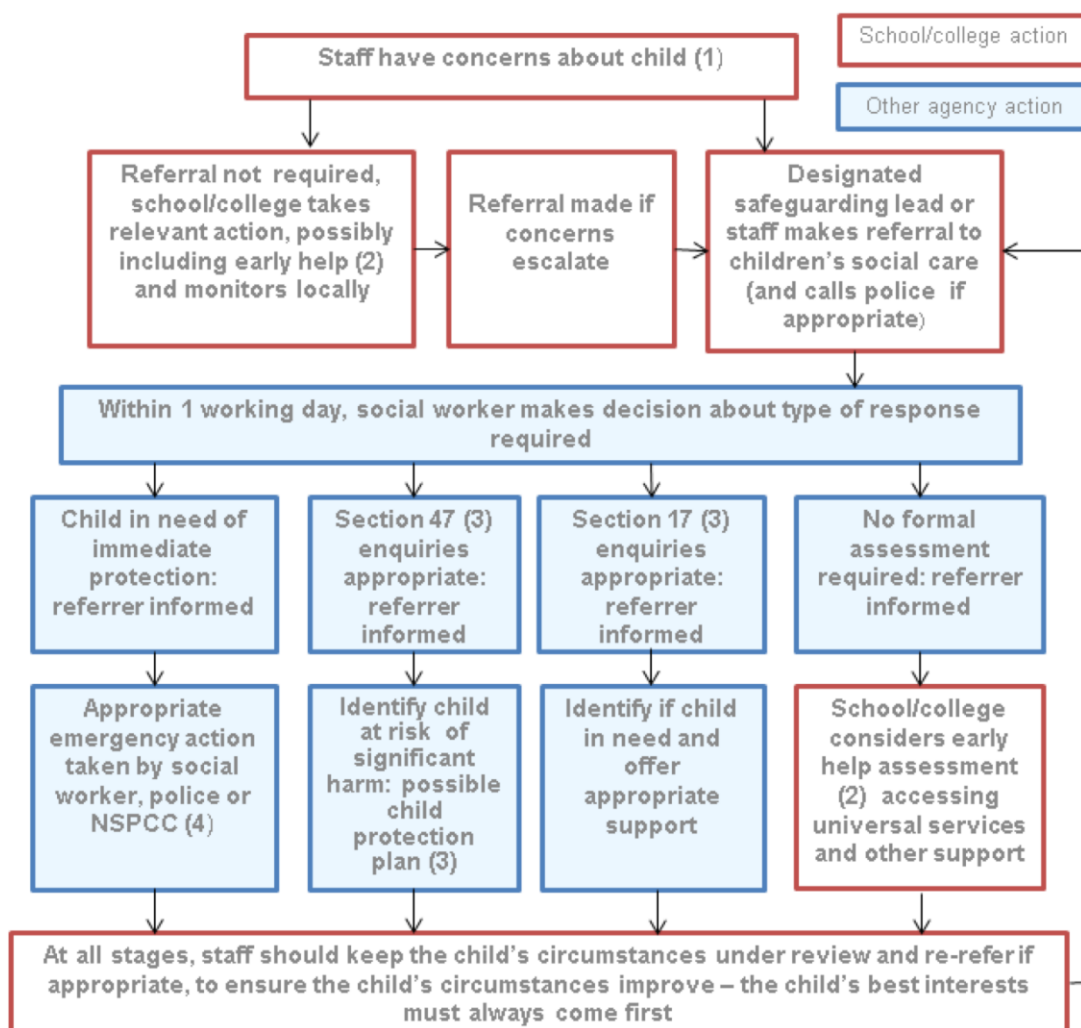 School/college action
Staff have concerns about child (1)
Other agency action
Referral not required,
school/college takes
relevant action, possibly
including early help (2)
and monitors locally
Referral made if
concerns
escalate
Designated
safeguarding lead or
staff makes referral to
children’s social care
(and calls police if
appropriate)
Within 1 working day, social worker makes decision about type of response
required
Child in need of
immediate
protection:
referrer informed
Section 47 (3)
enquiries
appropriate:
referrer
informed
Section 17 (3)
enquiries
appropriate:
referrer
informed
No formal
assessment
required: referrer
informed
Appropriate
emergency action
taken by social
worker, police or
NSPCC (4)
Identify child
at risk of
significant
harm: possible
child
protection
plan (3)
Identify if child
in need and
offer
appropriate
support
School/college
considers early
help assessment
(2) accessing
universal services
and other support
At all stages, staff should keep the child’s circumstances under review and re-refer if
appropriate, to ensure the child’s circumstances improve – the child’s best interests
must always come first